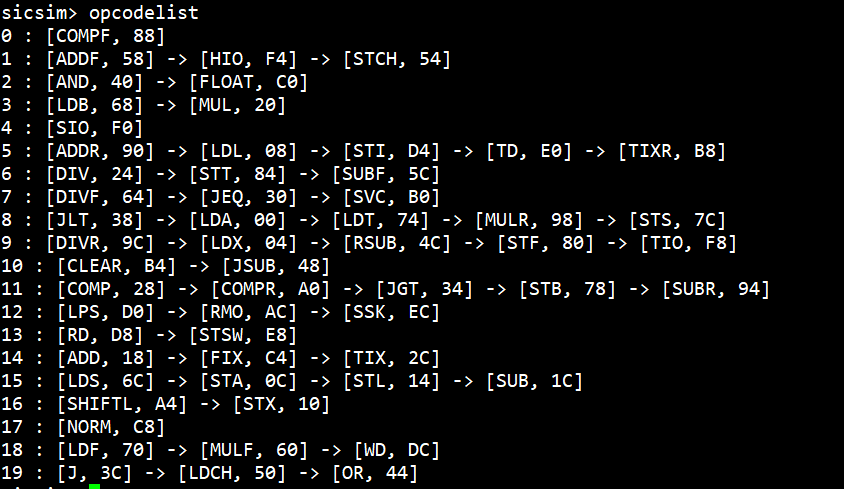 sicsim> opcodelist
0 : [COMPF, 88]
1 : [ADDF, 58] -> [HIO, F4] -> [STCH, 54]
2 : [AND, 40] -> [FLOAT, C0]
3 : [LDB, 68] -> [MUL, 20]
4 : [SIO, F0]
5 : [ADDR, 90] -> [LDL, 08] -> [STI, D4] -> [TD, E0] -> [TIXR, B8]
6 : [DIV, 24] -> [STT, 84] -> [SUBF, 5C]
7 : [DIVF, 64] -> [JEQ, 30] -> [SVC, B0]
8 : [JLT, 38] -> [LDA, 00] -> [LDT, 74] -> [MULR, 98] -> [STS, 7C]
9 : [DIVR, 9C] -> [LDX, 04] -> [RSUB, 4C] -> [STF, 80] -> [TIO, F8]
10 : [CLEAR, B4] -> [JSUB, 48]
11 : [COMP, 28] -> [COMPR, A0] -> [JGT, 34] -> [STB, 78] -> [SUBR, 94]
12 : [LPS, D0] -> [RMO, AC] -> [SSK, EC]
13 : [RD, D8] -> [STSW, E8]
14 : [ADD, 18] -> [FIX, C4] -> [TIX, 2C]
15 : [LDS, 6C] -> [STA, 0C] -> [STL, 14] -> [SUB, 1C]
16 : [SHIFTL, A4] -> [STX, 10]
17 : [NORM, C8]
18 : [LDF, 70] -> [MULF, 60] -> [WD, DC]
19 : [J, 3C] -> [LDCH, 50] -> [OR, 44]